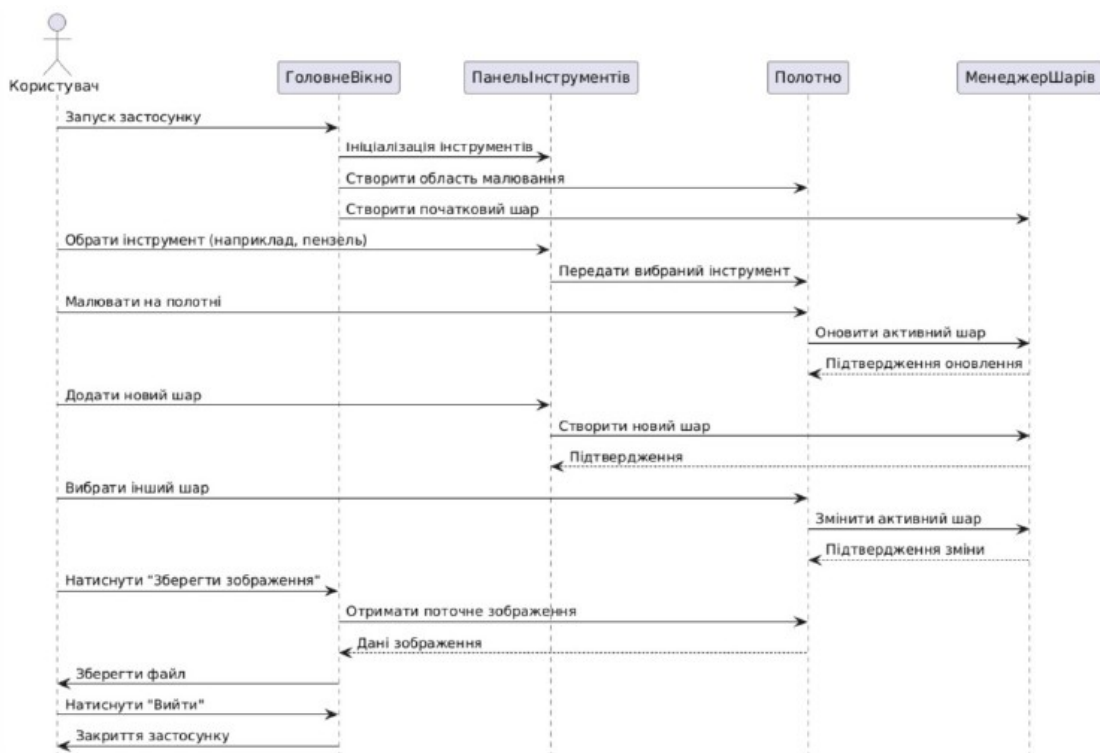 Користувач
ГоловнеВікно
ПанельІнструментів
Полотно
МенеджерШарів
Запуск застосунку
Ініціалізація інструментів
Створити область малювання
Створити початковий шар
Обрати інструмент (наприклад, пензель)
Передати вибраний інструмент
Малювати на полотні
Оновити активний шар
Підтвердження оновлення
Додати новий шар
Створити новий шар
Підтвердження
Вибрати інший шар
Змінити активний шар
Підтвердження зміни
Натиснути "Зберегти зображення"
Отримати поточне зображення
Дані зображення
Зберегти файл
Натиснути "Вийти"
Закриття застосунку